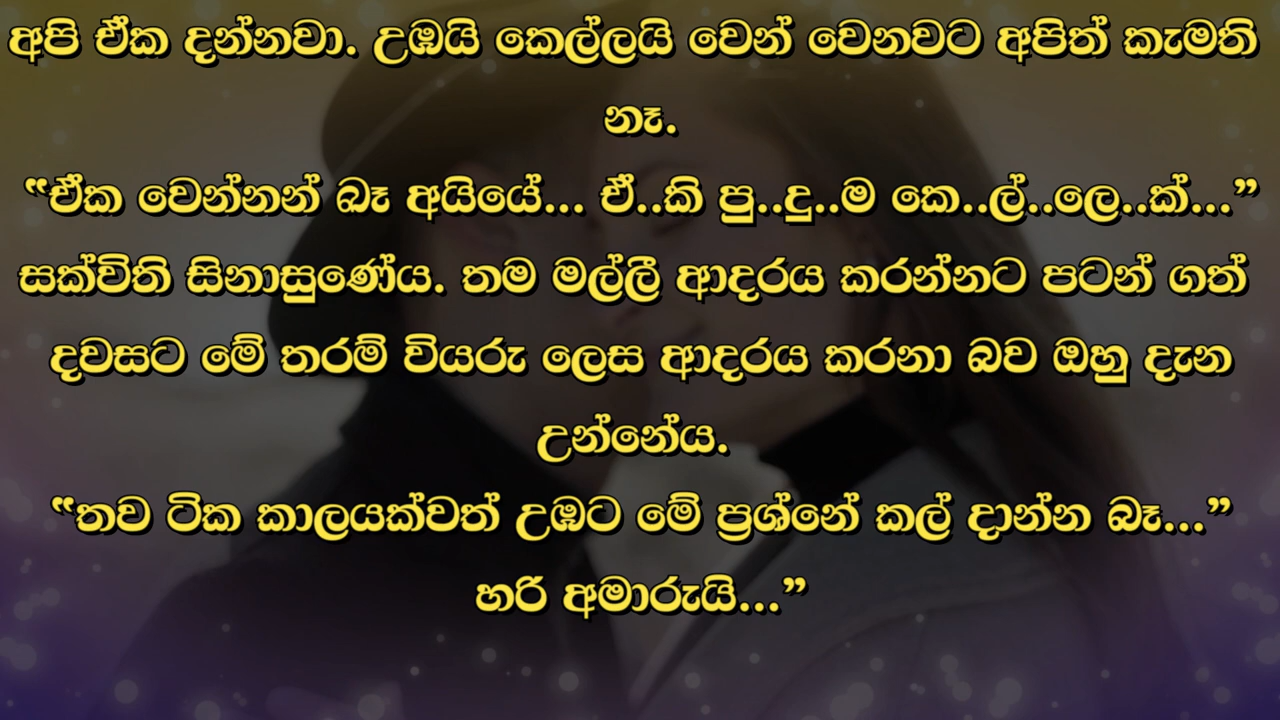 අපි ඒක දන්නවා. උඹයි කෙල්ලයි වෙන් වෙනවට අපිත් කැමති
නෑ.
“ඒක වෙන්නන් ඛෑ අයියේ... ඒ..කි පු..දු..ම කෙ..ල්..ලෙ..ක්...”
සක්විති සිනාසුණේය. තම මල්ලී ආදරය කරන්නට පටන් ගත්
දවසට මේ තරම් වියරු ලෙස ආදරය කරනා බව ඔහු දැන
උන්නේය.
“තව ටික කාලයක්වත් උඹට මේ ප්‍රශ්නේ කල් දාන්න බෑ...”
හරි අමාරුයි...”